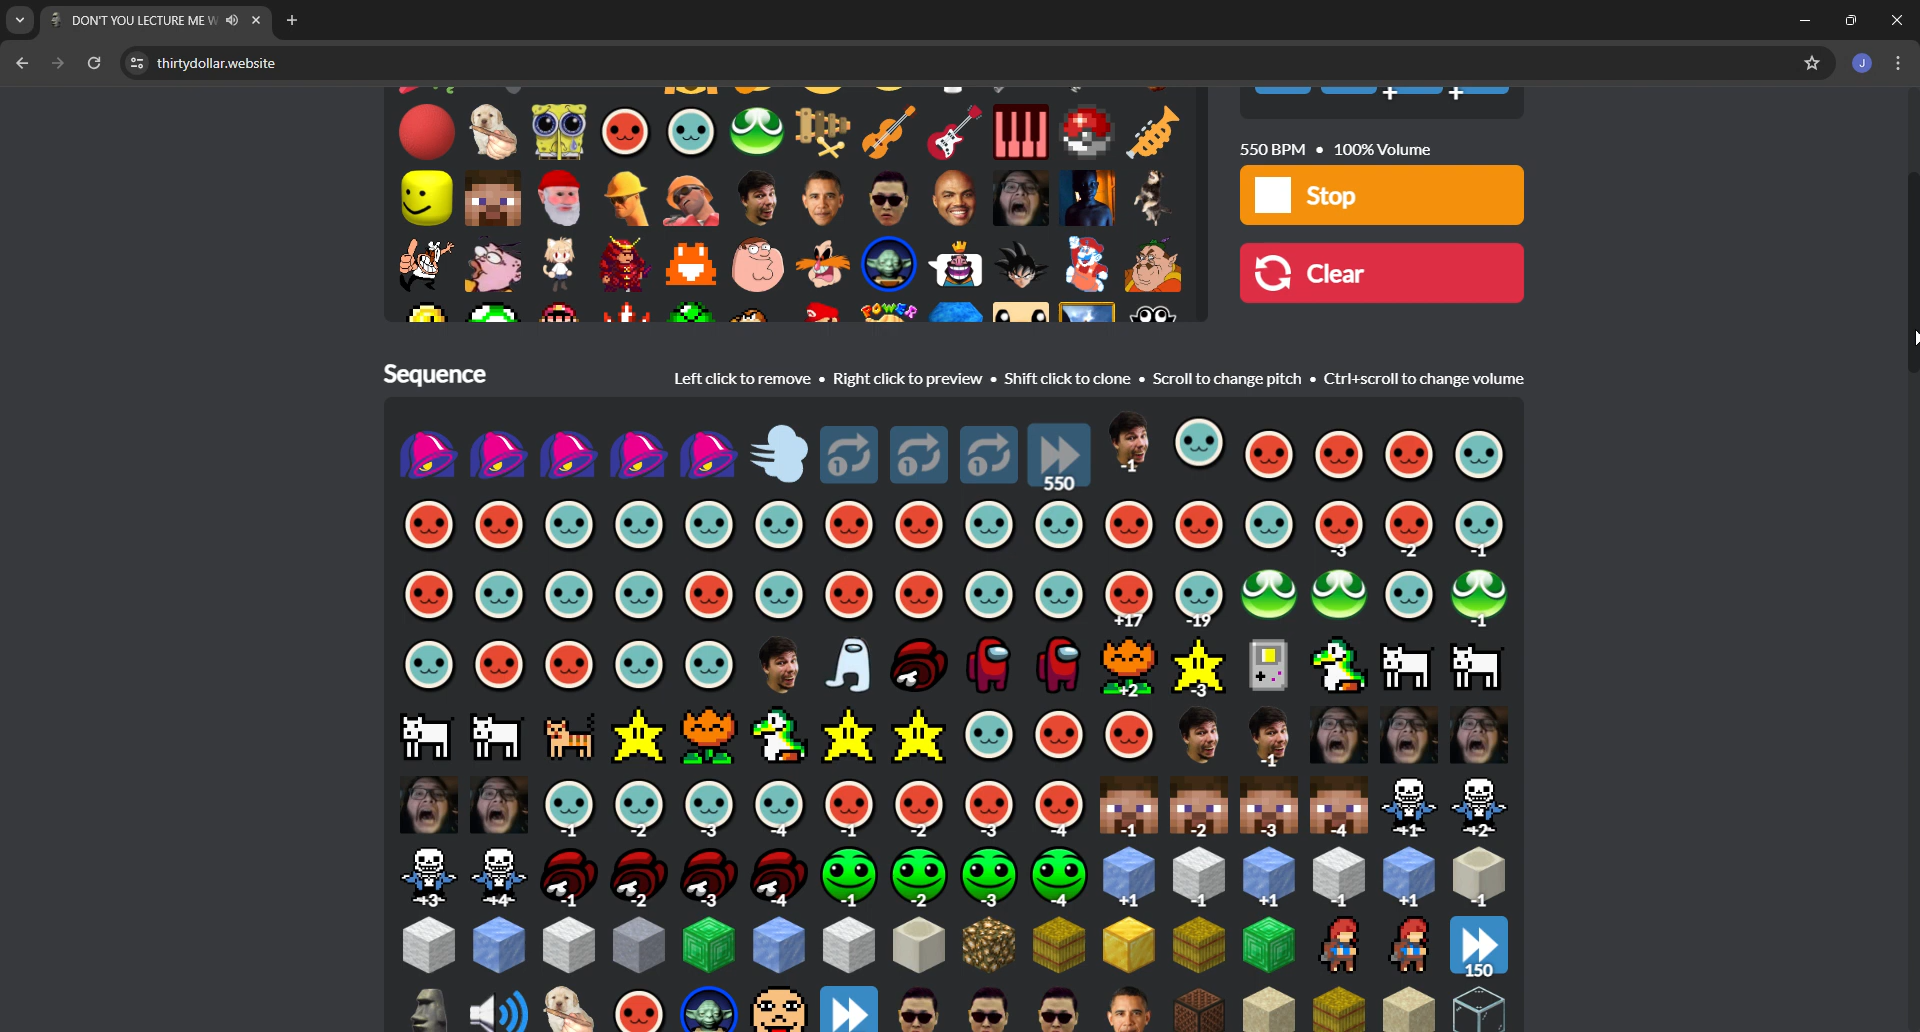 DON'T YOU LECTURE ME W
thirtydollar.website
J
+ +
550 BPM • 100% Volume
Stop
Clear
POWER
Sequence
Left click to remove • Right click to preview • Shift click to clone • Scroll to change pitch • Ctrl+scroll to change volume
1 1 1 550 -1
-3 -2 -1
+17 -19 -1
+2 -3
-1
-1 -2 -3 -4 -1 -2 -3 -4 -1 -2 -3 -4 +1 +2
+3 +4 -1 -2 -3 -4 -1 -2 -3 -4 +1 -1 +1 -1 +1 -1
150